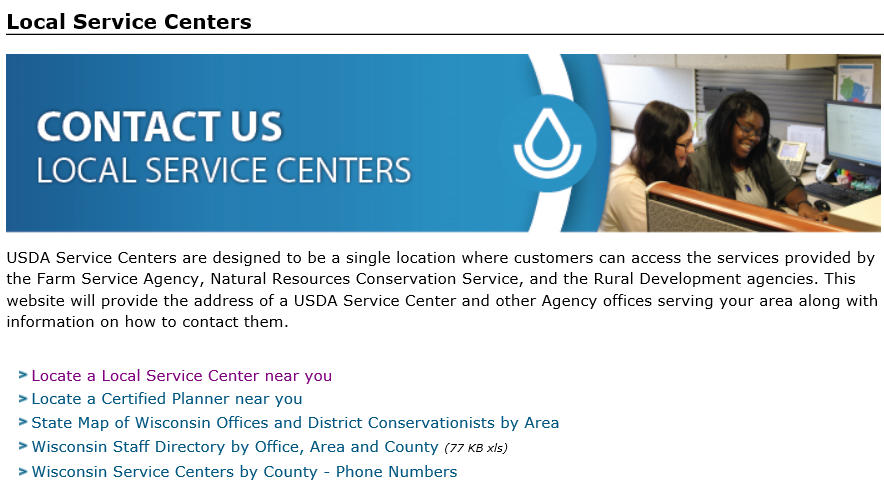 Local Service Centers
CONTACT US
LOCAL SERVICE CENTERS
USDA Service Centers are designed to be a single location where customers can access the services provided by
the Farm Service Agency, Natural Resources Conservation Service, and the Rural Development agencies. This
website will provide the address of a USDA Service Center and other Agency offices serving your area along with
information on how to contact them.
> Locate a Local Service Center near you
> Locate a Certified Planner near you
> State Map of Wisconsin Offices and District Conservationists by Area
> Wisconsin Staff Directory by Office, Area and County (77 KB xls)
> Wisconsin Service Centers by County - Phone Numbers